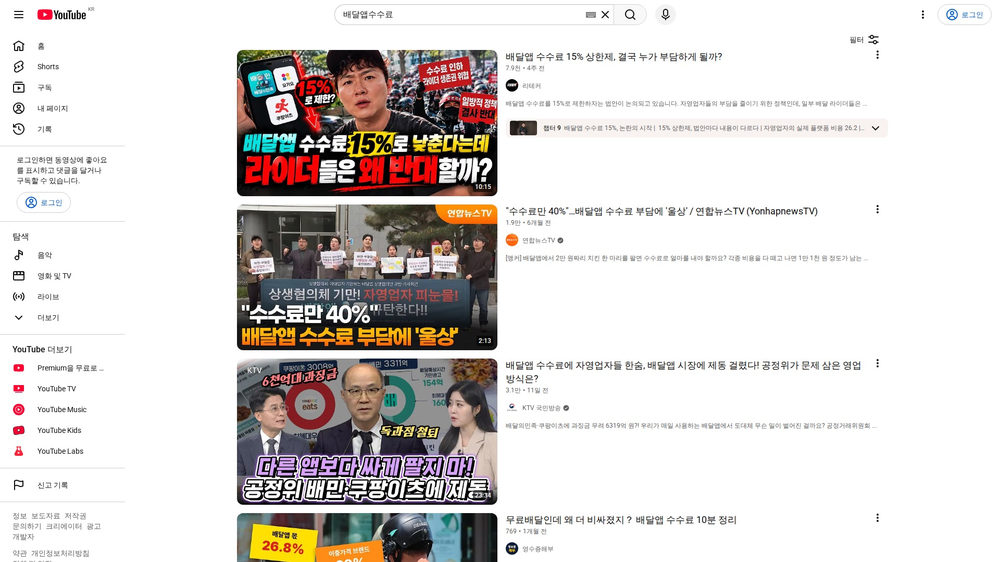 YouTube KR
배달앱수수료
로그인
필터
홈
Shorts
구독
내 페이지
기록
로그인하면 동영상에 좋아요
를 표시하고 댓글을 달거나
구독할 수 있습니다.
로그인
탐색
음악
영화 및 TV
라이브
더보기
YouTube 더보기
Premium을 무료로 ...
YouTube TV
YouTube Music
YouTube Kids
YouTube Labs
신고 기록
정보 보도자료 저작권
문의하기 크리에이터 광고
개발자
약관 개인정보처리방침
15%
로 제한?
쿠팡이츠
수수료 인하
라이더 생존권 위협
일방적 정책
결사 반대
배달앱 수수료 15%로 낮춘다는데
라이더들은 왜 반대할까?
10:15
배달앱 수수료 15% 상한제, 결국 누가 부담하게 될까?
7.9천 • 4주 전
리테커
배달앱 수수료를 15%로 제한하자는 법안이 논의되고 있습니다. 자영업자들의 부담을 줄이기 위한 정책인데, 일부 배달 라이더들은 ...
챕터 9 배달앱 수수료 15%, 논란의 시작 | 15% 상한제, 법안마다 내용이 다르다 | 자영업자의 실제 플랫폼 비용 26.2 |...
연합뉴스TV
상생협의체 기만! 자영업자 피눈물!
규탄한다!!
"수수료만 40%"
배달앱 수수료 부담에 '울상'
2:13
"수수료만 40%"…배달앱 수수료 부담에 '울상' / 연합뉴스TV (YonhapnewsTV)
1.9만 • 6개월 전
연합뉴스TV
[앵커] 배달앱에서 2만 원짜리 치킨 한 마리를 팔면 수수료로 얼마를 내야 할까요? 각종 비용을 다 떼고 나면 1만 1천 원 정도가 남는 ...
KTV
6천억대 과징금
배민 3311억
154억
160
eats
독과점 철퇴
다른 앱보다 싸게 팔지 마!
공정위 배민·쿠팡이츠에 제동
23:14
배달앱 수수료에 자영업자들 한숨, 배달앱 시장에 제동 걸렸다! 공정위가 문제 삼은 영업
방식은?
3.1만 • 11일 전
KTV 국민방송
배달의민족·쿠팡이츠에 과징금 무려 6319억 원?! 우리가 매일 사용하는 배달앱에서 도대체 무슨 일이 벌어진 걸까요? 공정거래위원회 ...
배달앱 몫
26.8%
이중가격 브랜드
무료배달인데 왜 더 비싸졌지 ? 배달앱 수수료 10분 정리
769 • 1개월 전
영수증해부